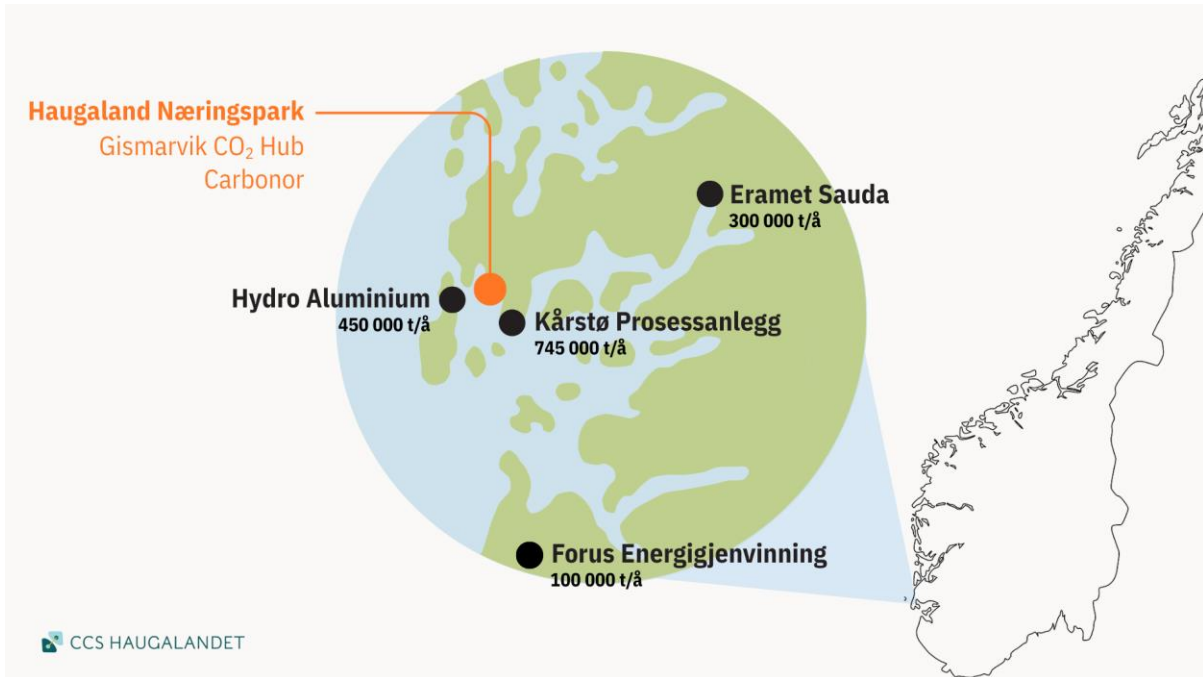 Haugaland Næringspark
Gismarvik CO₂ Hub
Carbonor
Eramet Sauda
300 000 t/å
Hydro Aluminium
450 000 t/å
Kårstø Prosessanlegg
745 000 t/å
Forus Energigjenvinning
100 000 t/å
CCS HAUGALANDET